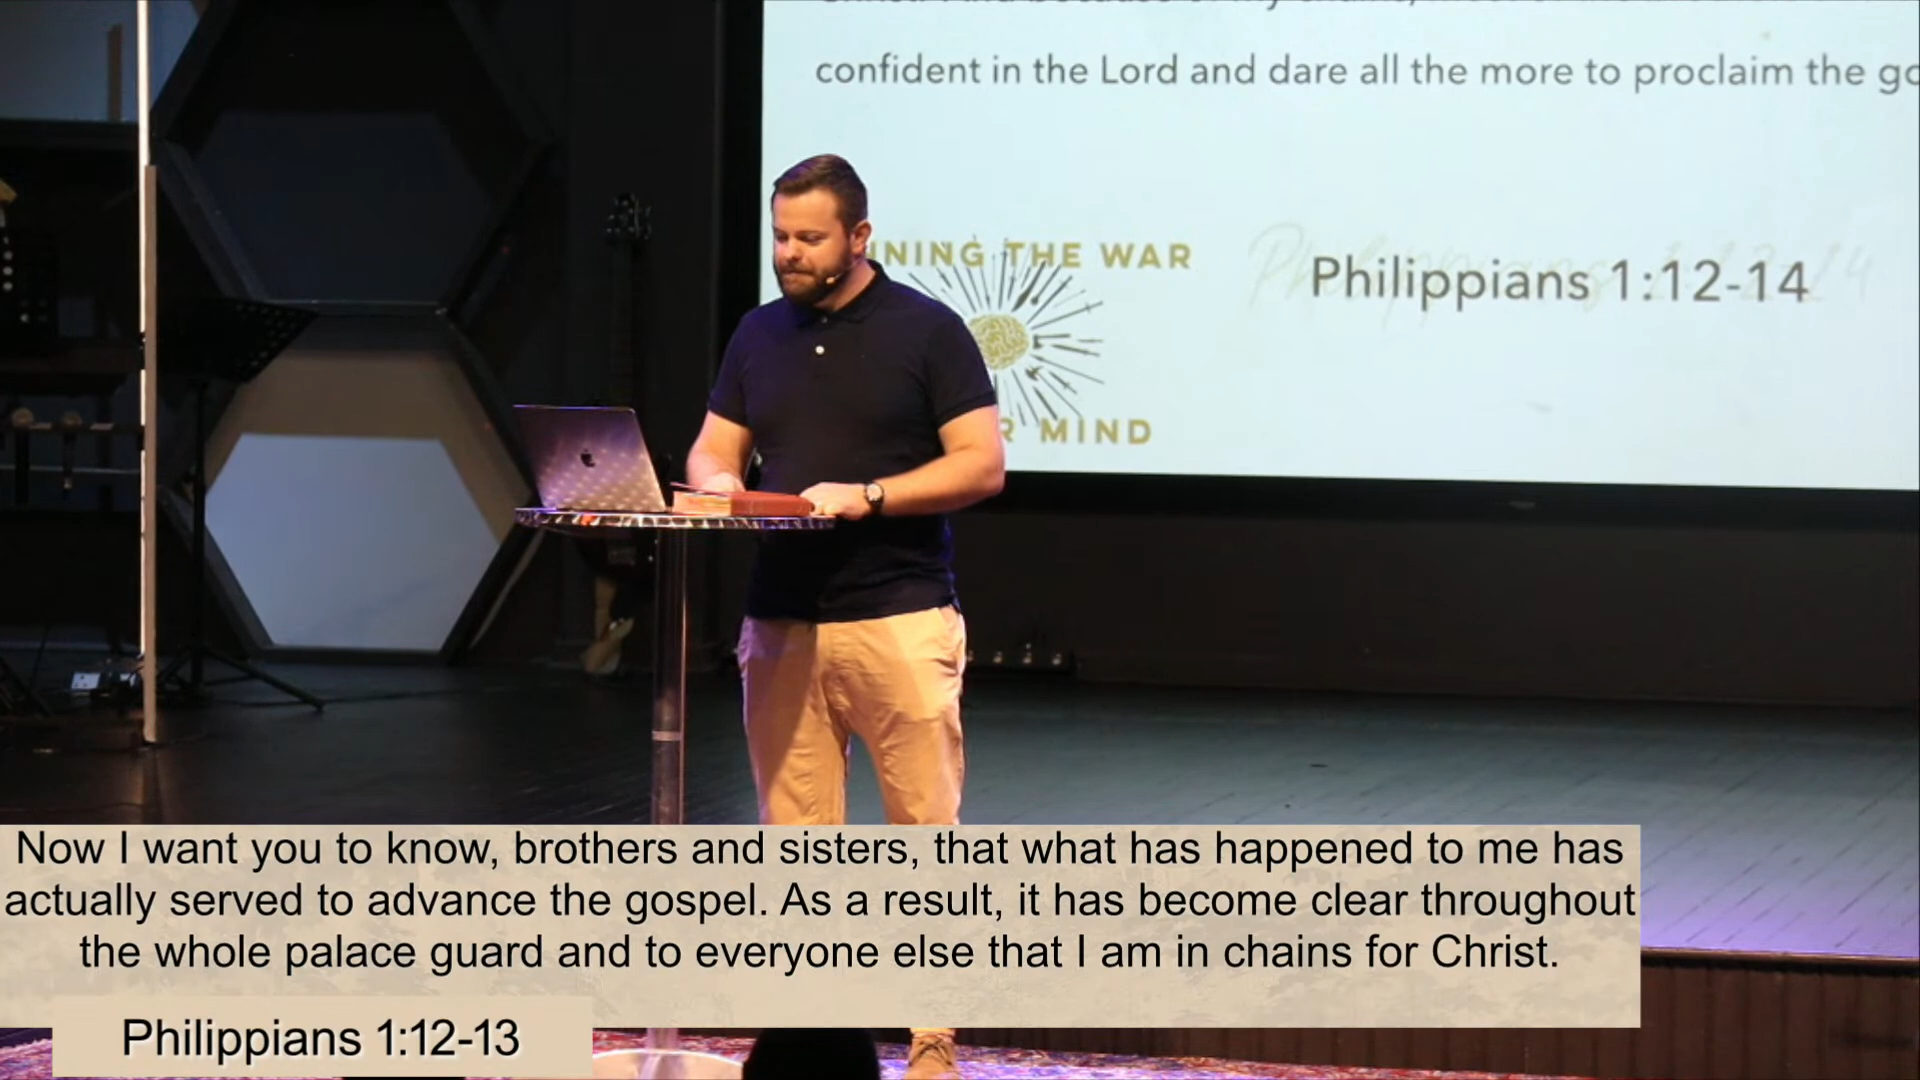 confident in the Lord and dare all the more to proclaim the
NING THE WAR
Philippians 1:12-14
MIND
Now I want you to know, brothers and sisters, that what has happened to me has
actually served to advance the gospel. As a result, it has become clear throughout
the whole palace guard and to everyone else that I am in chains for Christ.
Philippians 1:12-13